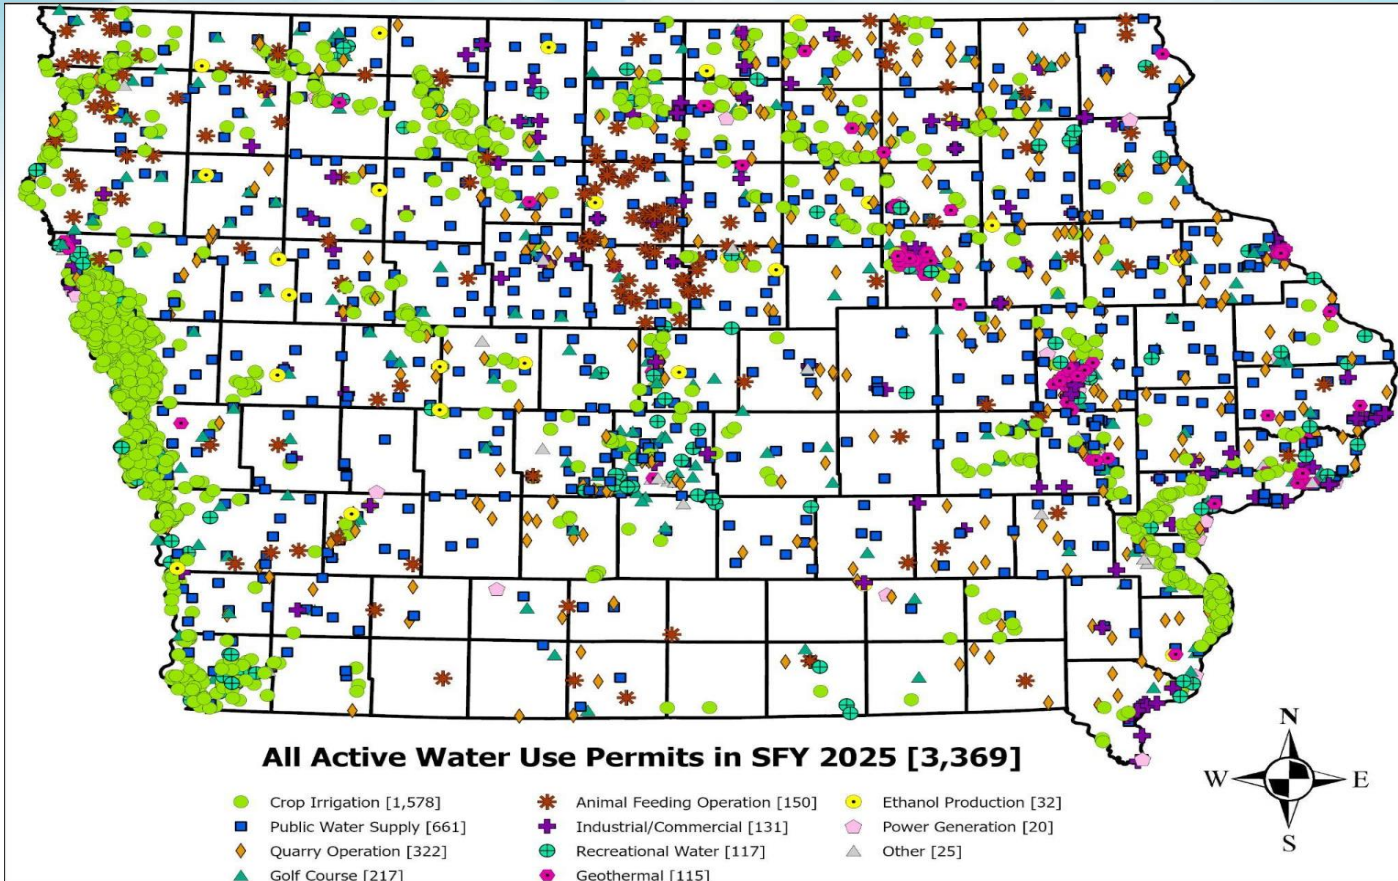 All Active Water Use Permits in SFY 2025 [3,369]
Crop Irrigation [1,578]
Public Water Supply [661]
Quarry Operation [322]
Golf Course [217]
Animal Feeding Operation [150]
Industrial/Commercial [131]
Recreational Water [117]
Geothermal [115]
Ethanol Production [32]
Power Generation [20]
Other [25]
N
W
E
S